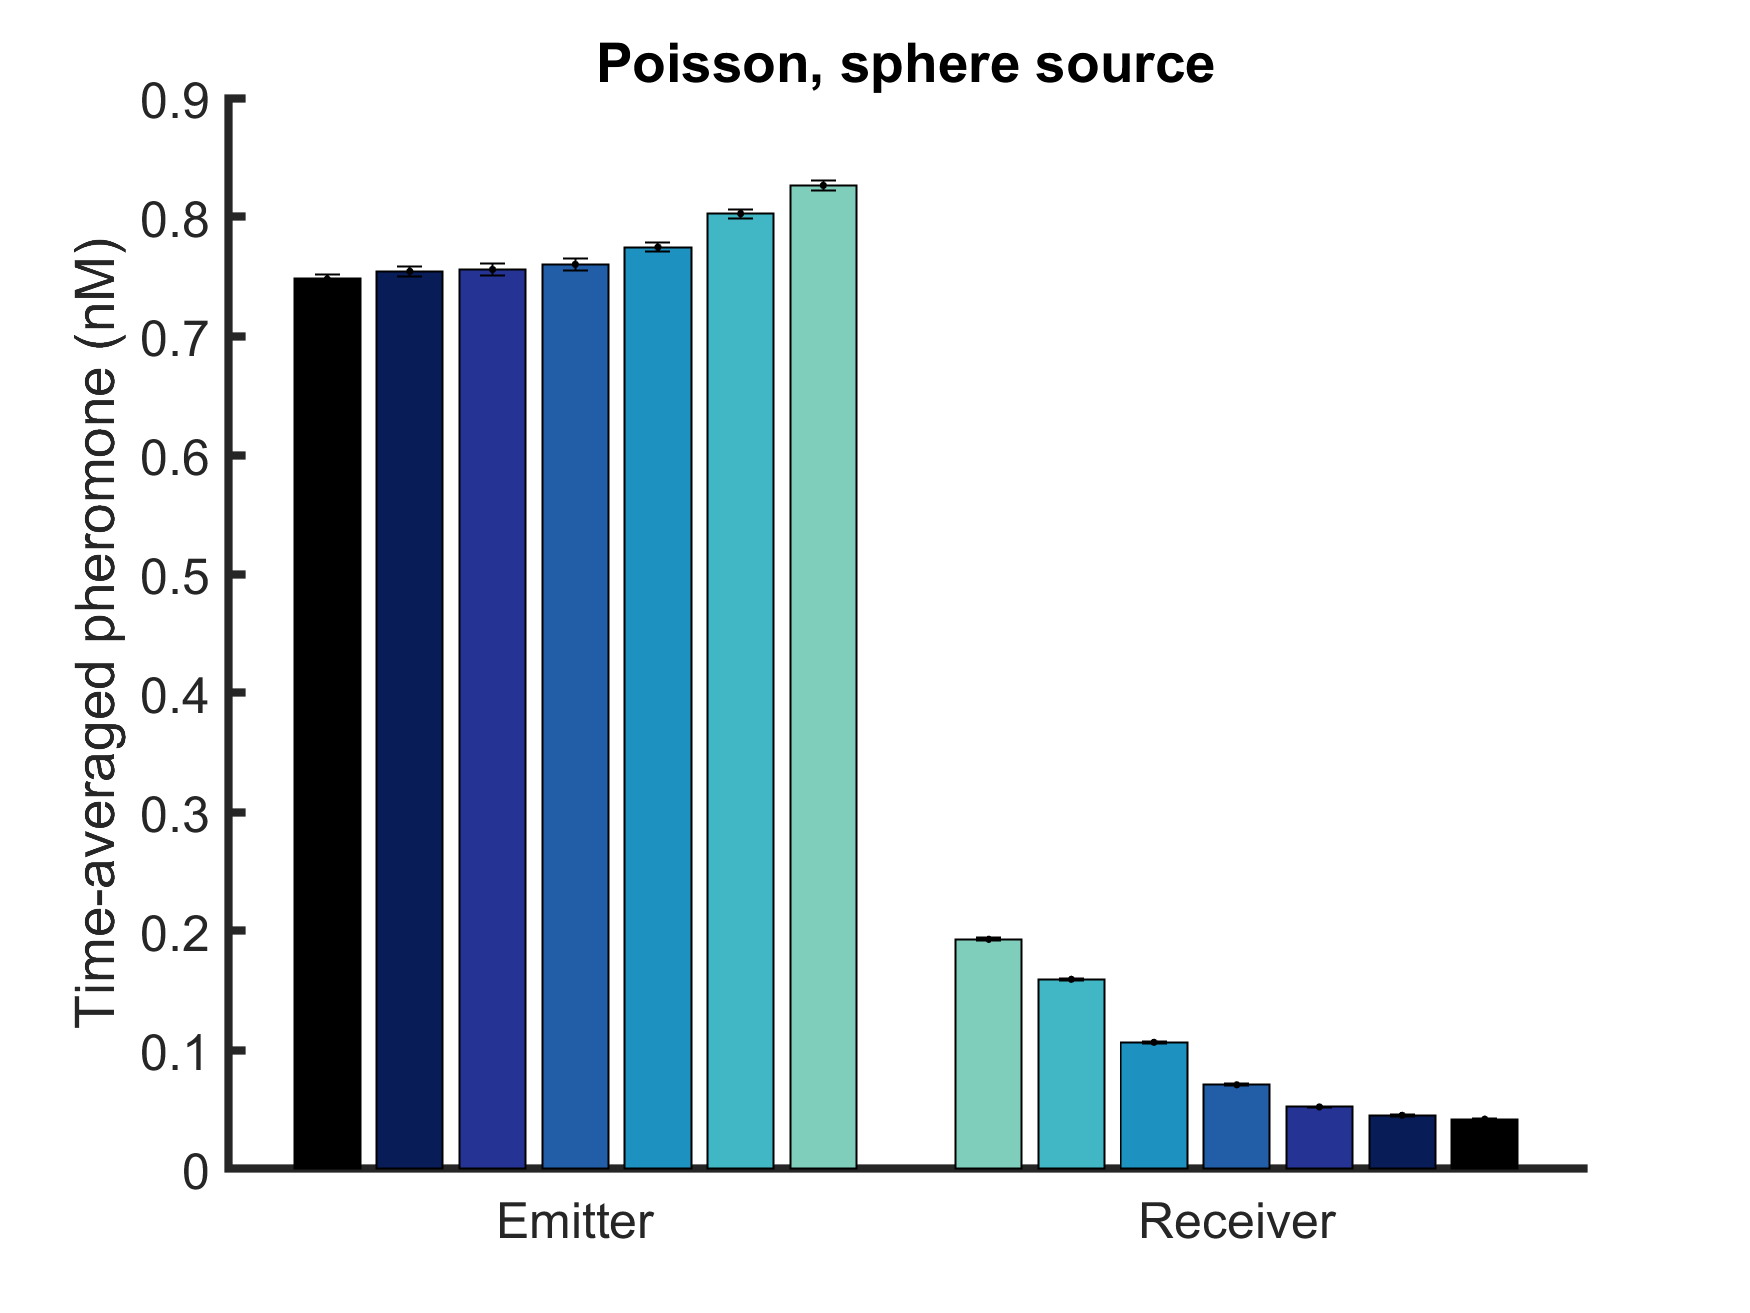 Poisson, sphere source
Time-averaged pheromone (nM)
0.9
0.8
0.7
0.6
0.5
0.4
0.3
0.2
0.1
0
Emitter
Receiver